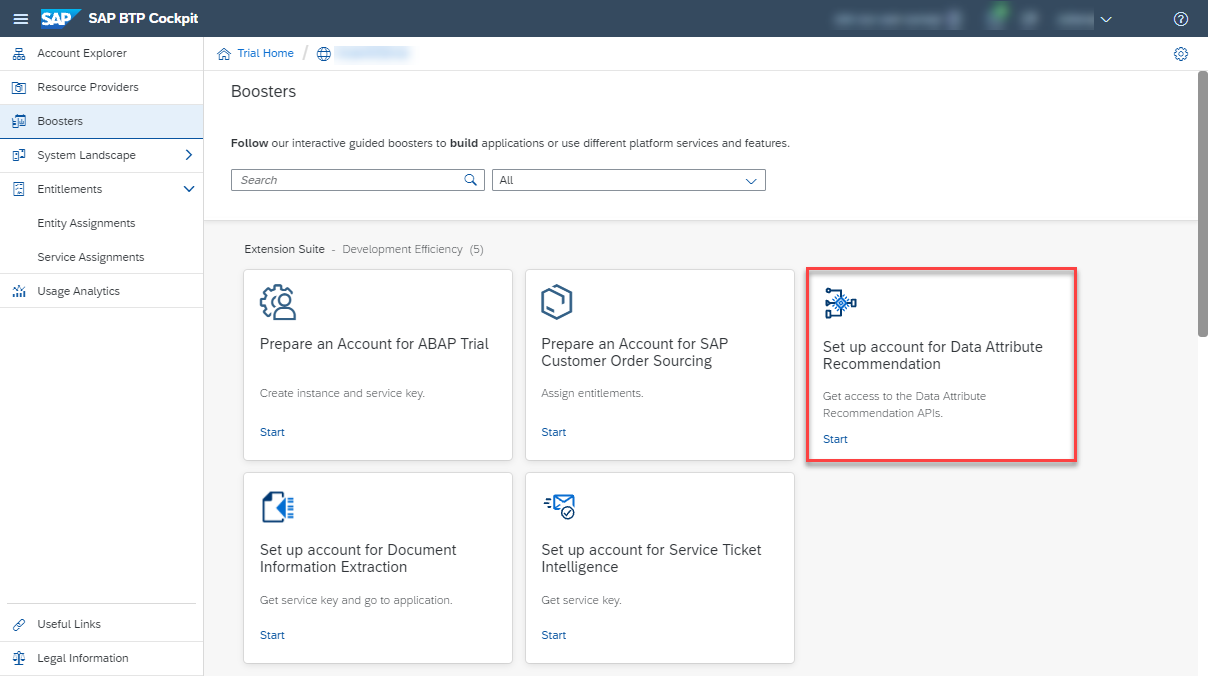 SAP SAP BTP Cockpit
Account Explorer
Resource Providers
Boosters
System Landscape
Entitlements
Entity Assignments
Service Assignments
Usage Analytics
Useful Links
Legal Information
Trial Home /
Boosters
Follow our interactive guided boosters to build applications or use different platform services and features.
Search
All
Extension Suite - Development Efficiency (5)
Prepare an Account for ABAP Trial
Create instance and service key.
Start
Prepare an Account for SAP
Customer Order Sourcing
Assign entitlements.
Start
Set up account for Data Attribute
Recommendation
Get access to the Data Attribute
Recommendation APIs.
Start
Set up account for Document
Information Extraction
Get service key and go to application.
Start
Set up account for Service Ticket
Intelligence
Get service key.
Start